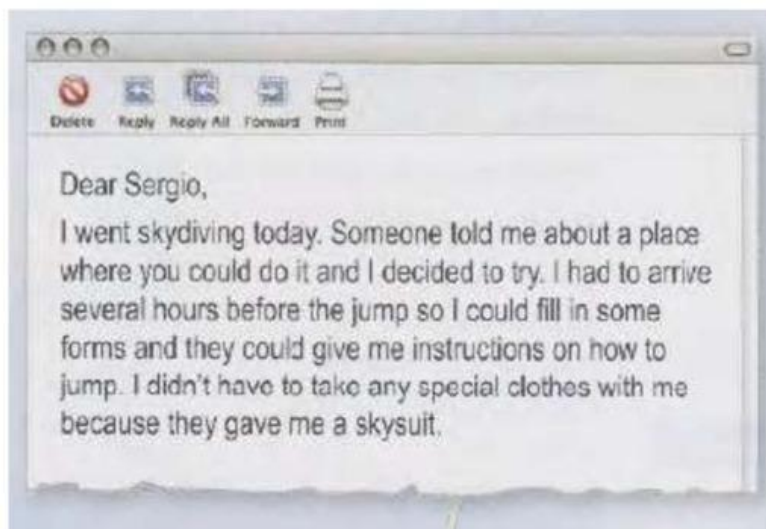 Delete Reply Reply All Forward Print
Dear Sergio,
I went skydiving today. Someone told me about a place
where you could do it and I decided to try. I had to arrive
several hours before the jump so I could fill in some
forms and they could give me instructions on how to
jump. I didn't have to take any special clothes with me
because they gave me a skysuit.